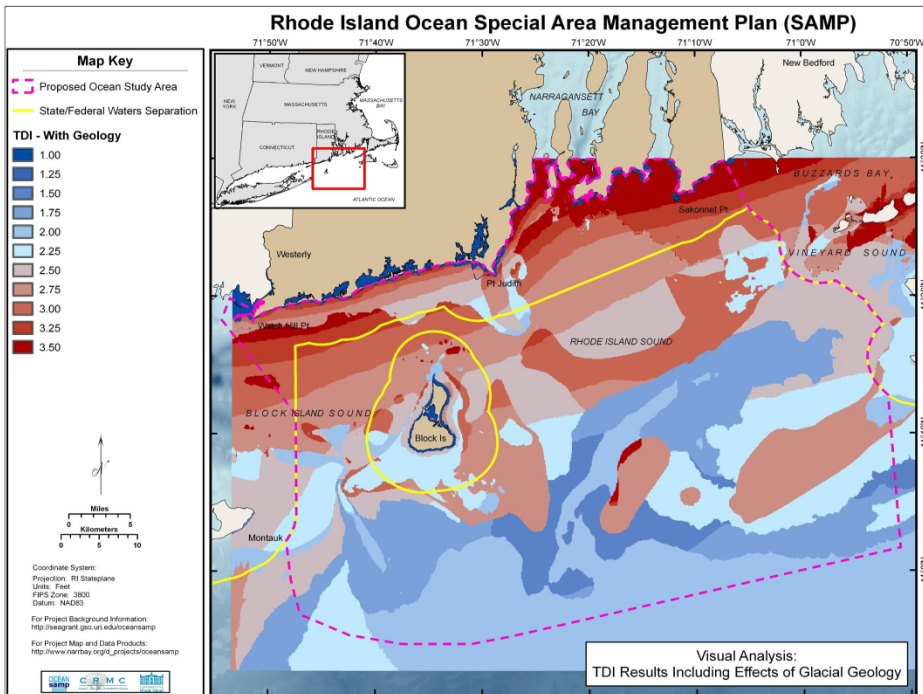 Rhode Island Ocean Special Area Management Plan (SAMP)
Map Key
Proposed Ocean Study Area
State/Federal Waters Separation
TDI - With Geology
1.00
1.25
1.50
1.75
2.00
2.25
2.50
2.75
3.00
3.25
3.50
N
Miles
5 0 5
Kilometers
10 5 0 10
Coordinate System:
Projection: RI Stateplane
Units: Feet
FIPS Zone: 3800
Datum: NAD83
For Project Background Information:
http://seagrant.gso.uri.edu/oceansamp
For Project Map and Data Products:
http://www.narrbay.org/d_projects/oceansamp
OCEAN
samp
C R M C
71°50'W
71°40'W
71°30'W
71°20'W
71°10'W
71°0'W
VERMONT
NEW HAMPSHIRE
NEW
YORK
MASSACHUSETTS
MASSACHUSETTS
BAY
RHODE
ISLAND
CONNECTICUT
ATLANTIC OCEAN
New Bedford
NARRAGANSETT
BAY
BUZZARDS BAY
Sakonnet Pt.
VINEYARD SOUND
Westerly
Pt Judith
Watch Hill Pt.
RHODE ISLAND SOUND
BLOCK ISLAND SOUND
Block Is
Montauk
Visual Analysis:
TDI Results Including Effects of Glacial Geology